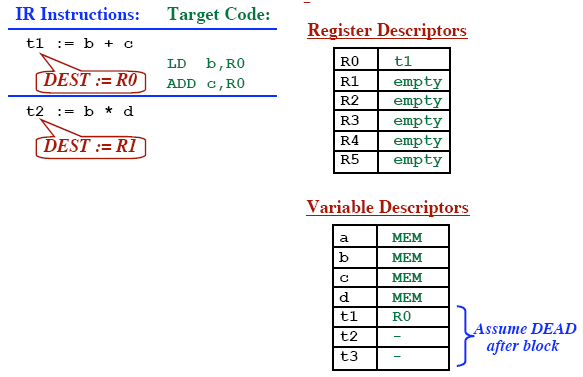 IR Instructions: Target Code:
t1 := b + c
DEST := R0
LD b,R0
ADD c,R0
t2 := b * d
DEST := R1
Register Descriptors
R0 t1
R1 empty
R2 empty
R3 empty
R4 empty
R5 empty
Variable Descriptors
a MEM
b MEM
c MEM
d MEM
t1 R0
t2 -
t3 -
Assume DEAD
after block